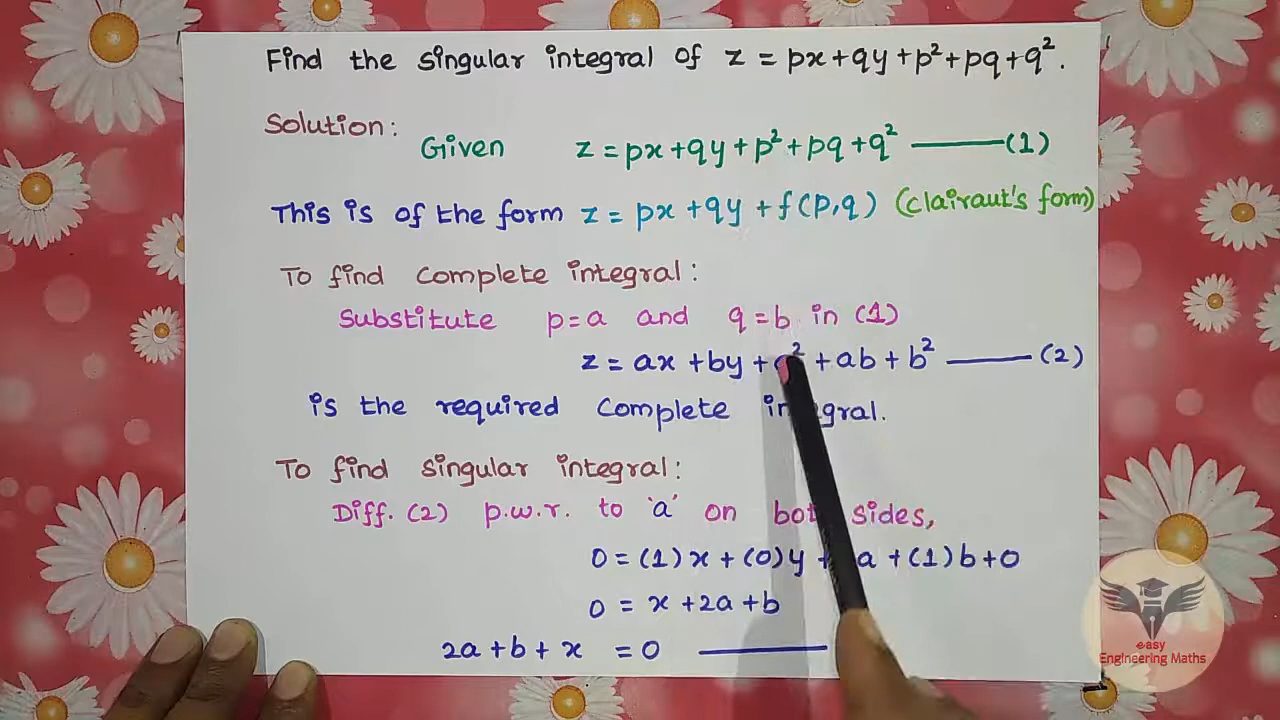 Find the singular integral of z = px+qy+p²+pq+q².
Solution:
Given z = px+qy+p²+pq+q² ——— (1)
This is of the form z = px+qy+f(p,q) (clairaut's form)
To find complete integral:
Substitute p=a and q=b in (1)
z = ax+by+ ² +ab+b² ——— (2)
is the required complete integral.
To find singular integral:
Diff. (2) p.w.r. to 'a' on both sides,
0 = (1)x+(0)y+ a+(1)b+0
0 = x+2a+b
2a+b+x = 0 ———
easy
Engineering Maths